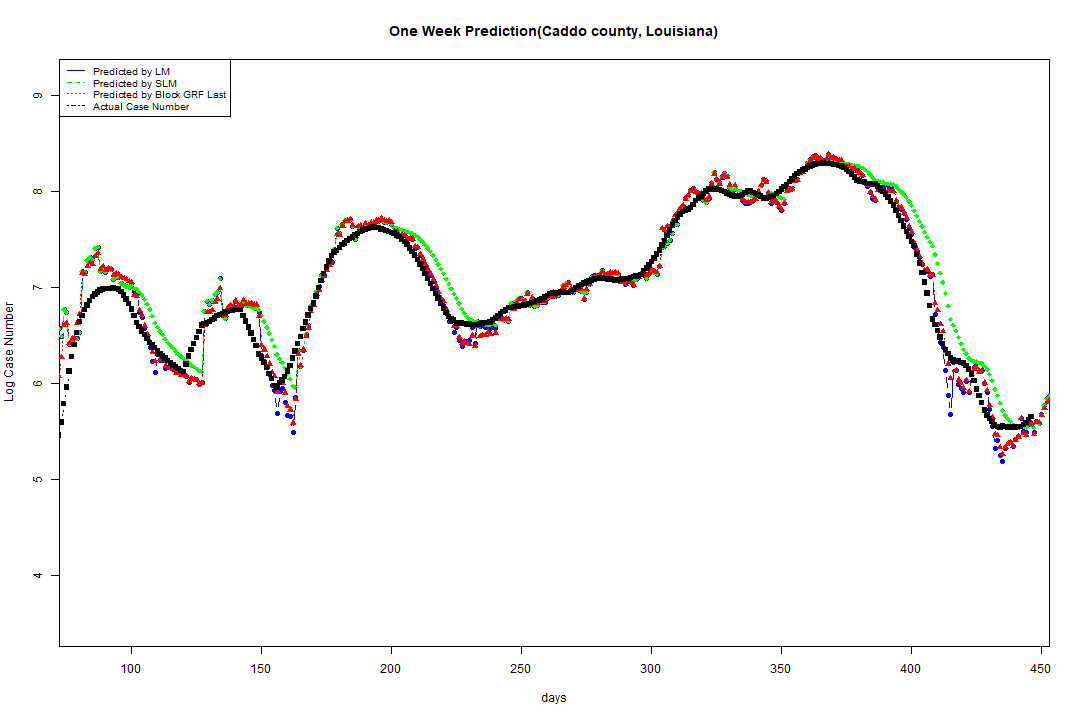 One Week Prediction(Caddo county, Louisiana)
Predicted by LM
Predicted by SLM
Predicted by Block GRF Last
Actual Case Number
9
8
7
6
5
4
Log Case Number
100 150 200 250 300 350 400 450
days